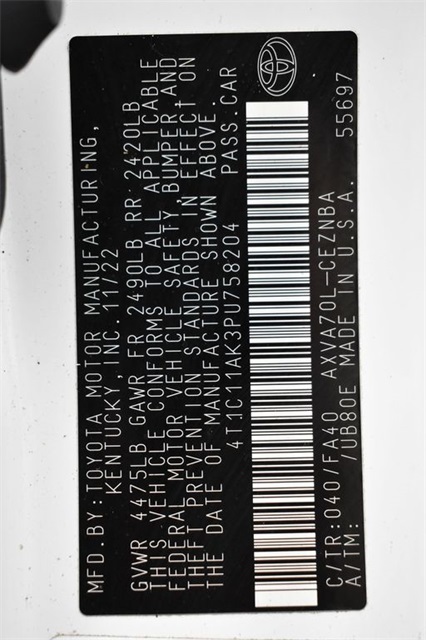 MFD. BY: TOYOTA MOTOR MANUFACTURING,
KENTUCKY, INC. 11/22
GVWR 4475LB GAWR FR 2490LB RR 2420LB
THIS VEHICLE CONFORMS TO ALL APPLICABLE
FEDERAL MOTOR VEHICLE SAFETY, BUMPER, AND
THEFT PREVENTION STANDARDS IN EFFECT ON
THE DATE OF MANUFACTURE SHOWN ABOVE.
4T1C11AK3PU758204 PASS. CAR
C/TR: 040/FA40 AXVA70L-CEZNBA 55697
A/TM: /UB80E MADE IN U.S.A.